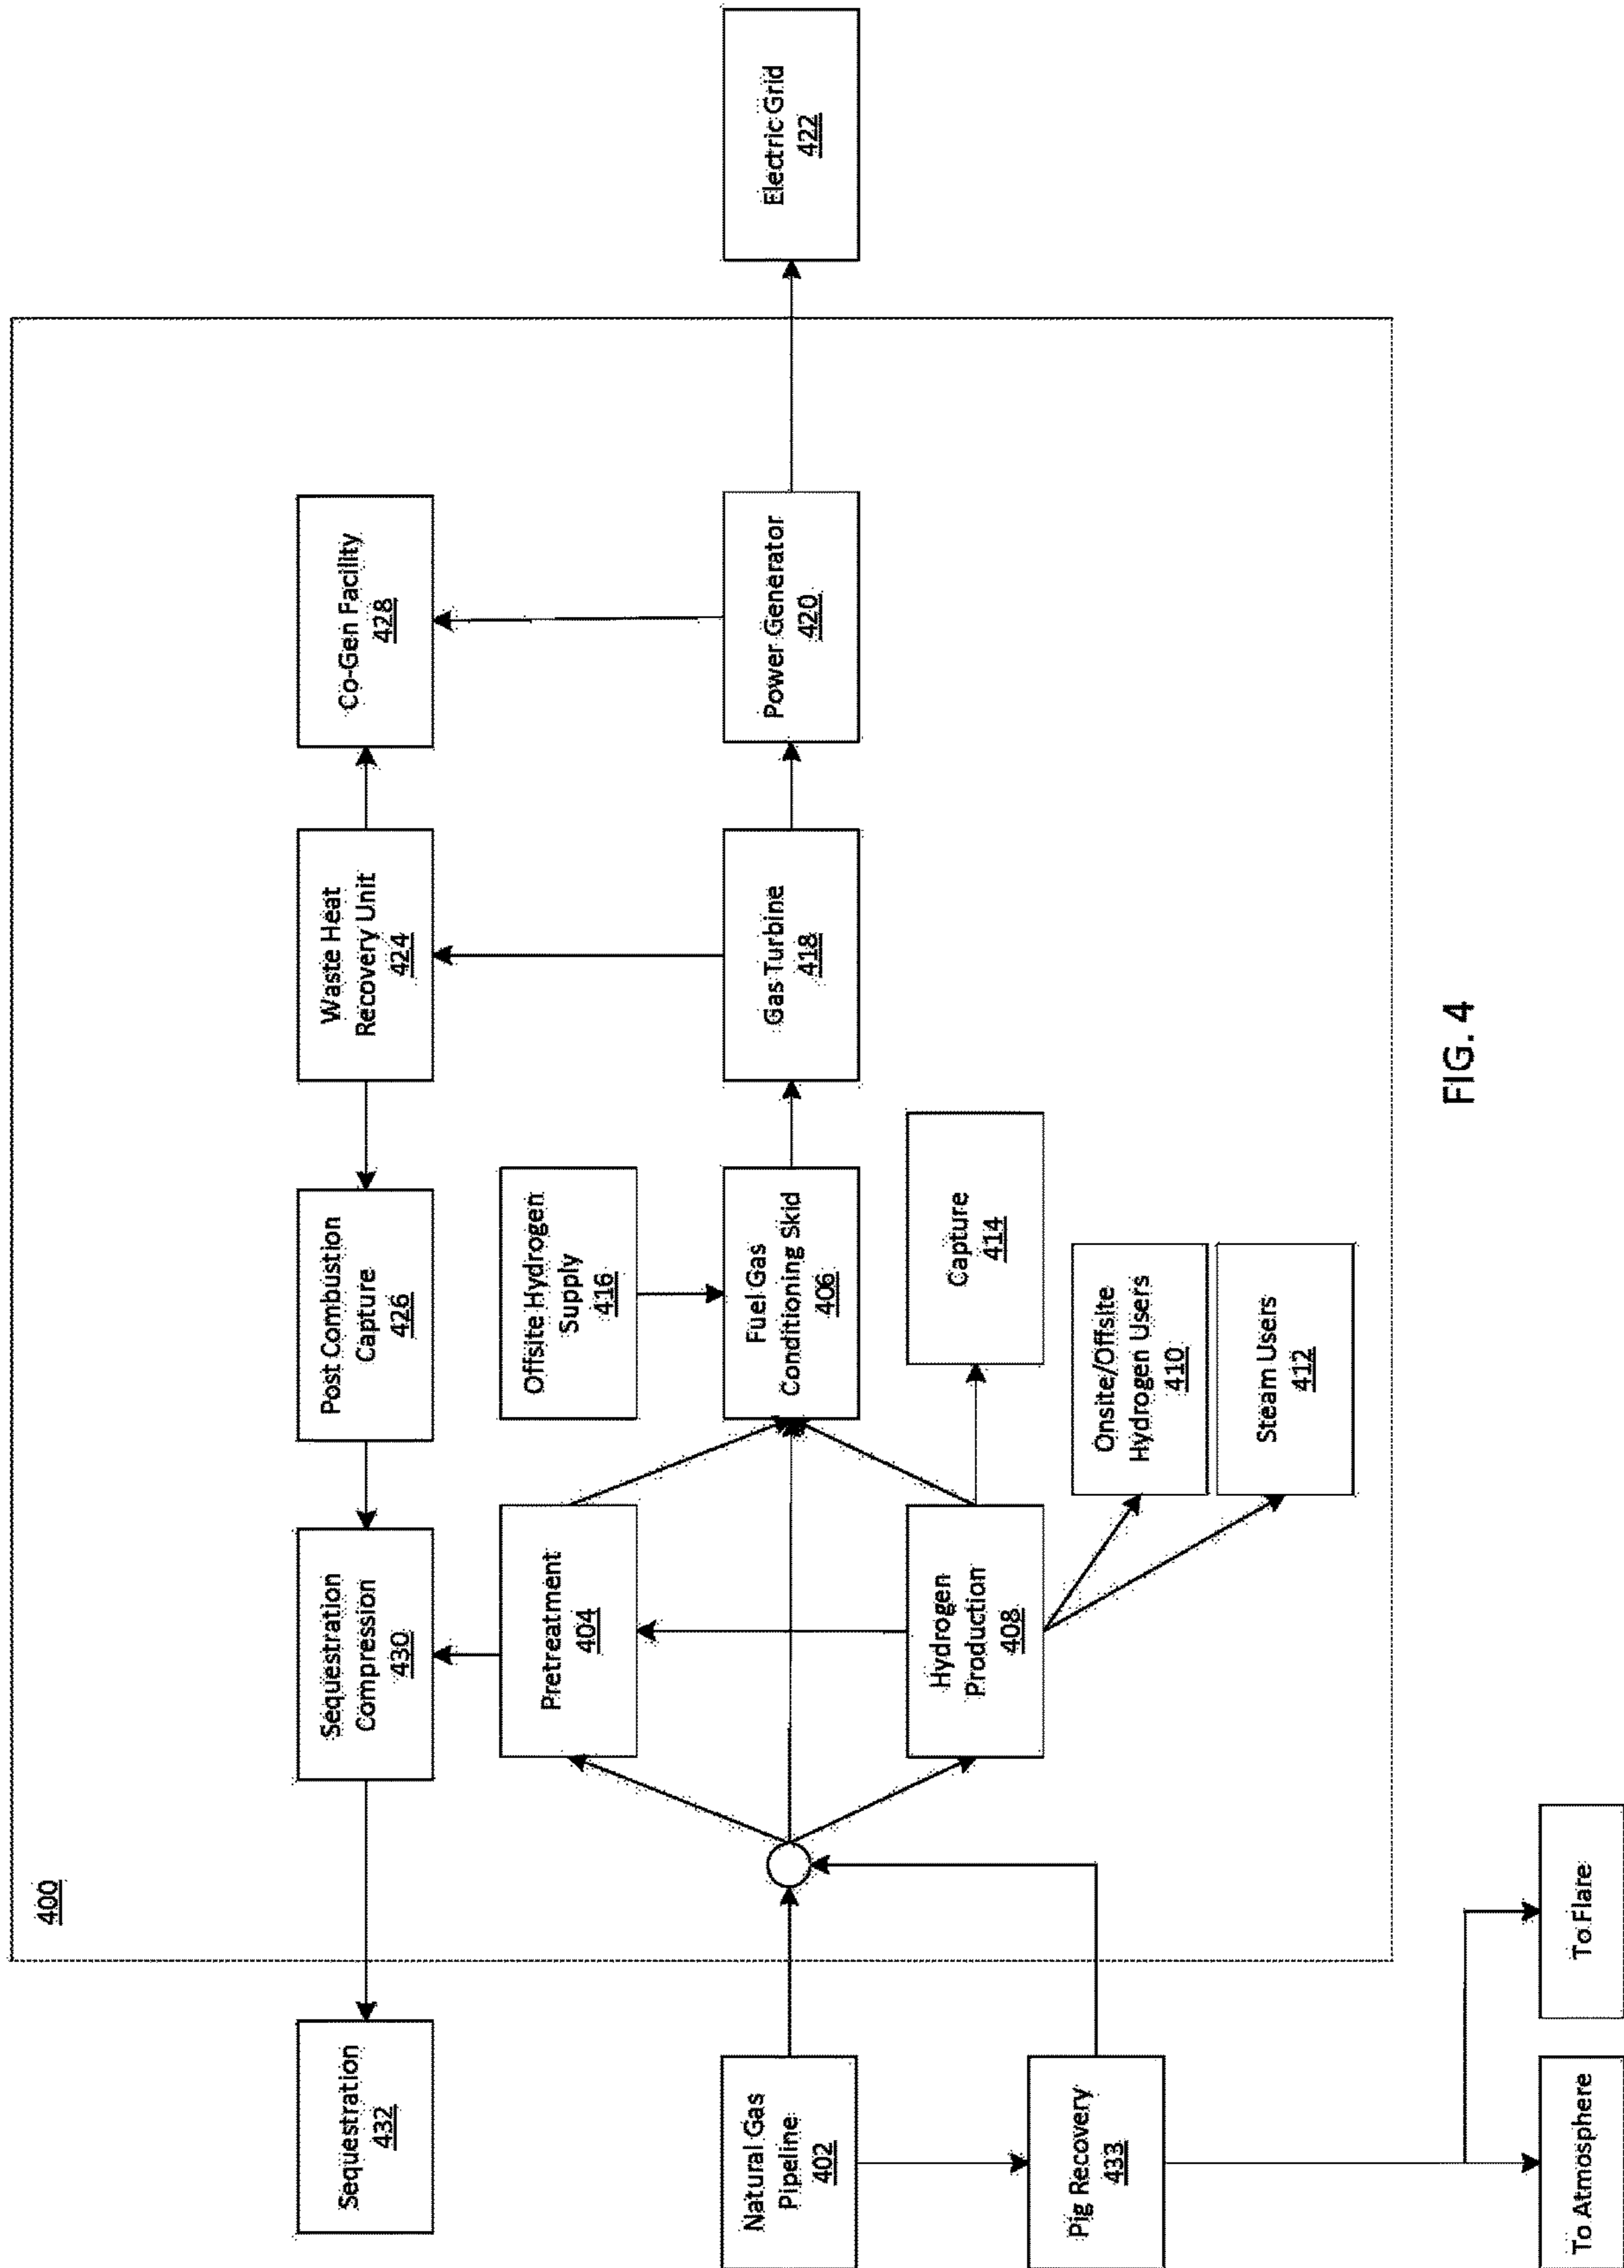 400
Sequestration
432
Sequestration
Compression
430
Post Combustion
Capture
426
Waste Heat
Recovery Unit
424
Co-Gen Facility
428
Pretreatment
404
Offsite Hydrogen
Supply
416
Natural Gas
Pipeline
402
Fuel Gas
Conditioning Skid
406
Gas Turbine
418
Power Generator
420
Electric Grid
422
Hydrogen
Production
408
Capture
414
Pig Recovery
433
Onsite/Offsite
Hydrogen Users
410
Steam Users
412
To Atmosphere
To Flare
FIG. 4